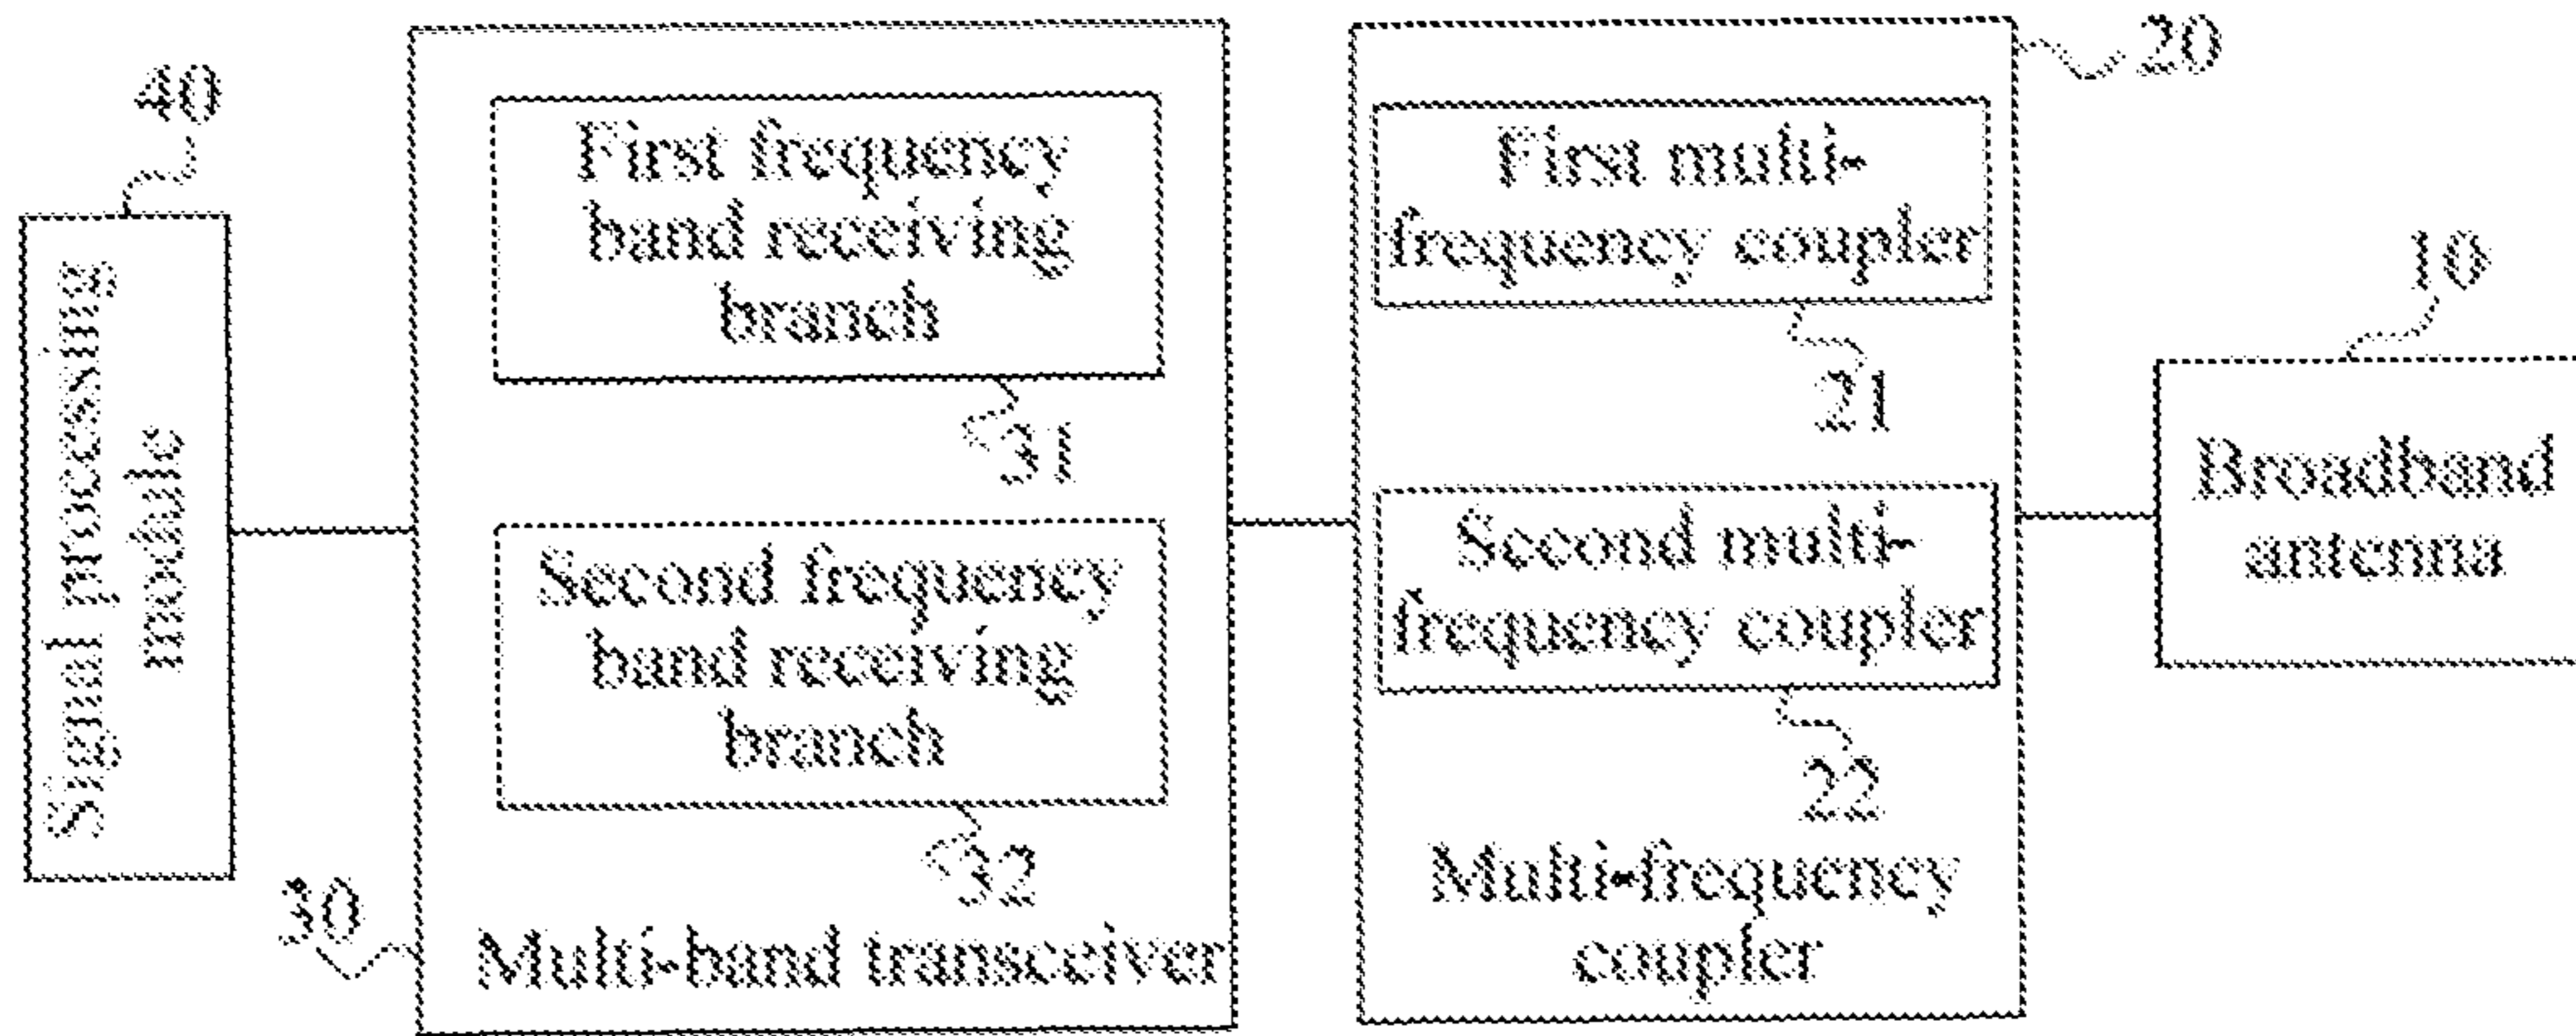 40
Signal processing
module
First frequency
band receiving
branch
31
Second frequency
band receiving
branch
32
30
Multi-band transceiver
20
First multi-
frequency coupler
21
Second multi-
frequency coupler
22
Multi-frequency
coupler
10
Broadband
antenna